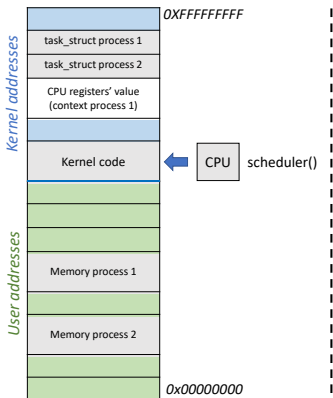 0XFFFFFFFFF
task_struct process 1
task_struct process 2
CPU registers' value
(context process 1)
Kernel addresses
Kernel code
CPU
scheduler()
User addresses
Memory process 1
Memory process 2
0x00000000